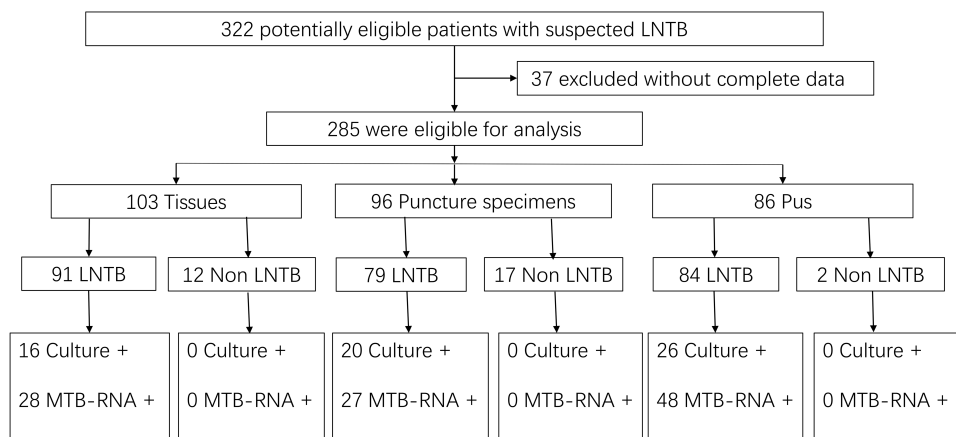 322 potentially eligible patients with suspected LNTB
37 excluded without complete data
285 were eligible for analysis
103 Tissues
96 Puncture specimens
86 Pus
91 LNTB
12 Non LNTB
79 LNTB
17 Non LNTB
84 LNTB
2 Non LNTB
16 Culture +
28 MTB-RNA +
0 Culture +
0 MTB-RNA +
20 Culture +
27 MTB-RNA +
0 Culture +
0 MTB-RNA +
26 Culture +
48 MTB-RNA +
0 Culture +
0 MTB-RNA +